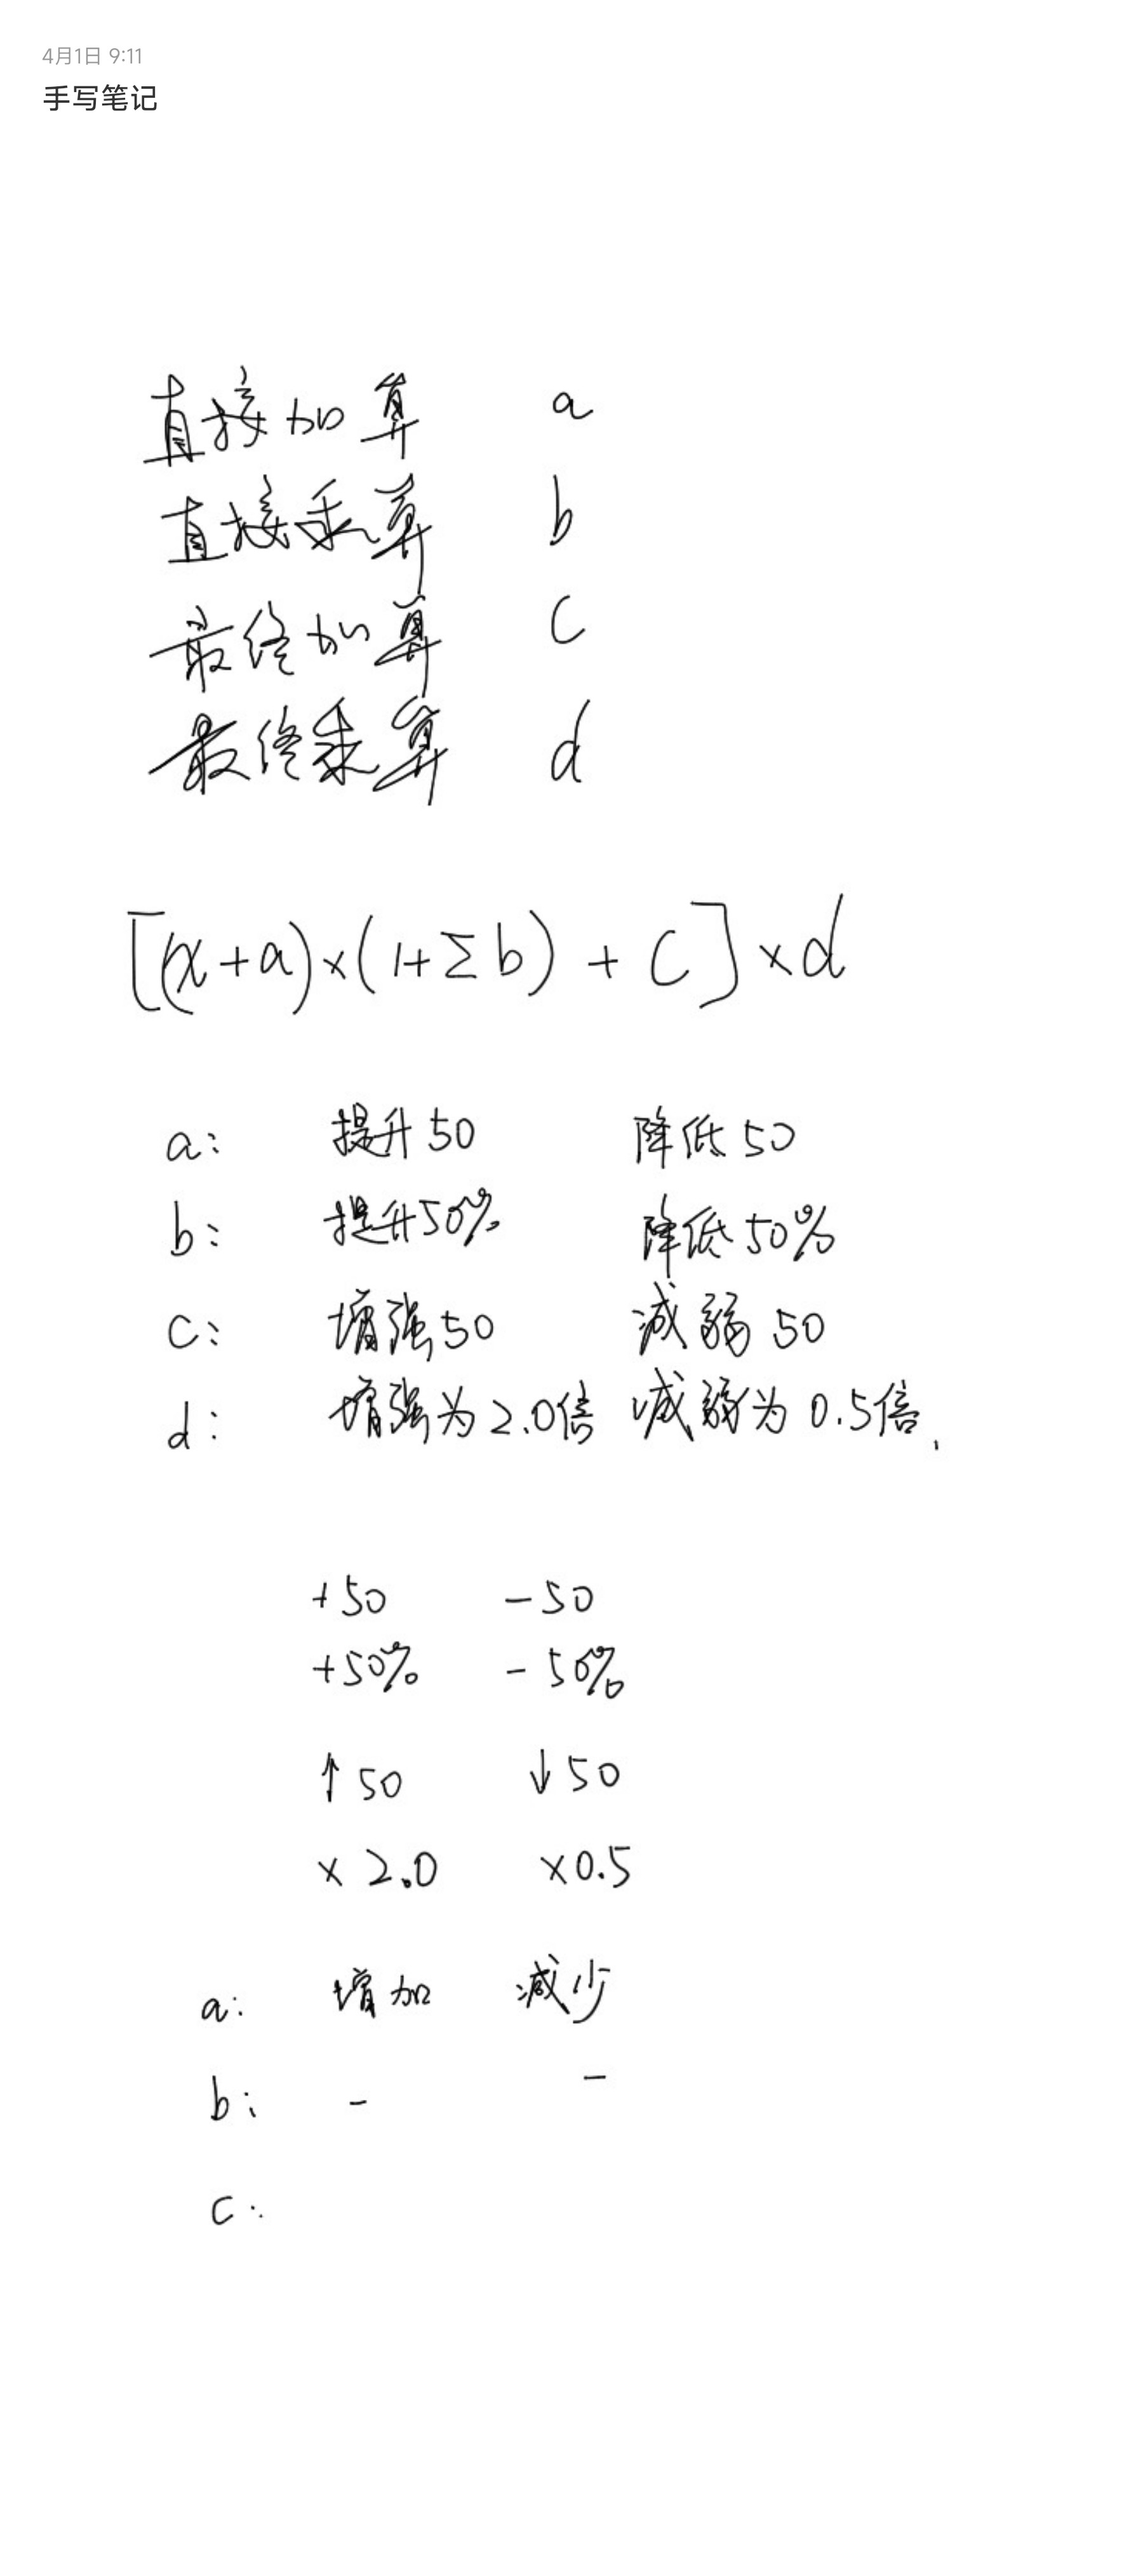 4月1日 9:11
手写笔记
直接加算 a
直接乘算 b
最终加算 c
最终乘算 d
[(x+a)×(1+Σb)+c]×d
a: 提升50 降低50
b: 提升50% 降低50%
c: 增强50 减弱50
d: 增强为2.0倍 减弱为0.5倍.
+50 -50
+50% -50%
↑50 ↓50
×2.0 ×0.5
a: 增加 减少
b: - -
c: